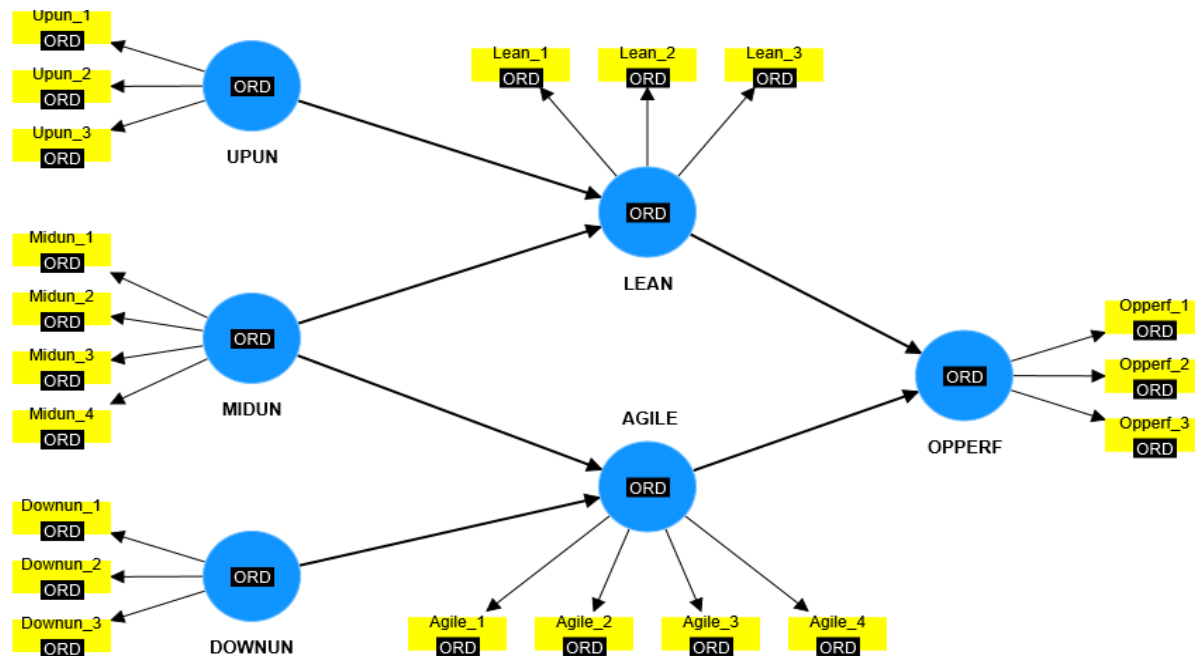 Upun_1
ORD
Upun_2
ORD
Upun_3
ORD
ORD
UPUN
Lean_1
ORD
Lean_2
ORD
Lean_3
ORD
ORD
LEAN
Midun_1
ORD
Midun_2
ORD
Midun_3
ORD
Midun_4
ORD
ORD
MIDUN
AGILE
ORD
Agile_1
ORD
Agile_2
ORD
Agile_3
ORD
Agile_4
ORD
ORD
OPPERF
Opperf_1
ORD
Opperf_2
ORD
Opperf_3
ORD
Downun_1
ORD
Downun_2
ORD
Downun_3
ORD
ORD
DOWNUN